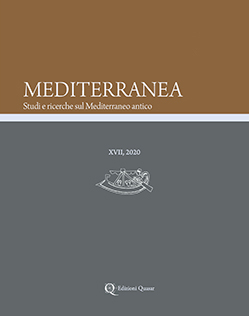 MEDITERRANEA
Studi e ricerche sul Mediterraneo antico
XVII, 2020
Edizioni Quasar